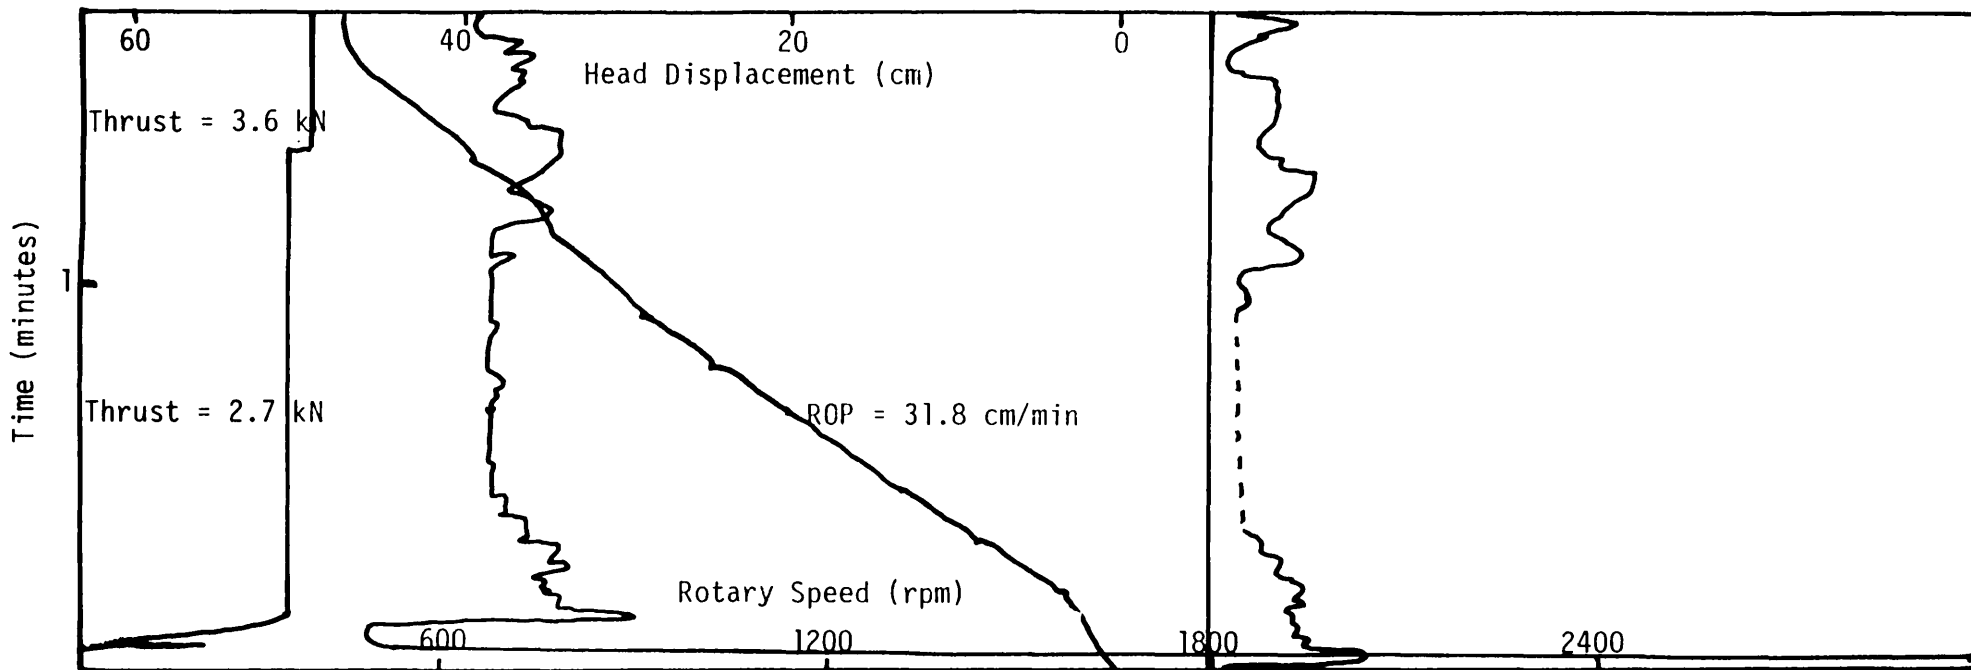 60 40 20 0
Head Displacement (cm)
Thrust = 3.6 kN
Time (minutes)
1
Thrust = 2.7 kN
ROP = 31.8 cm/min
Rotary Speed (rpm)
600 1200 1800 2400